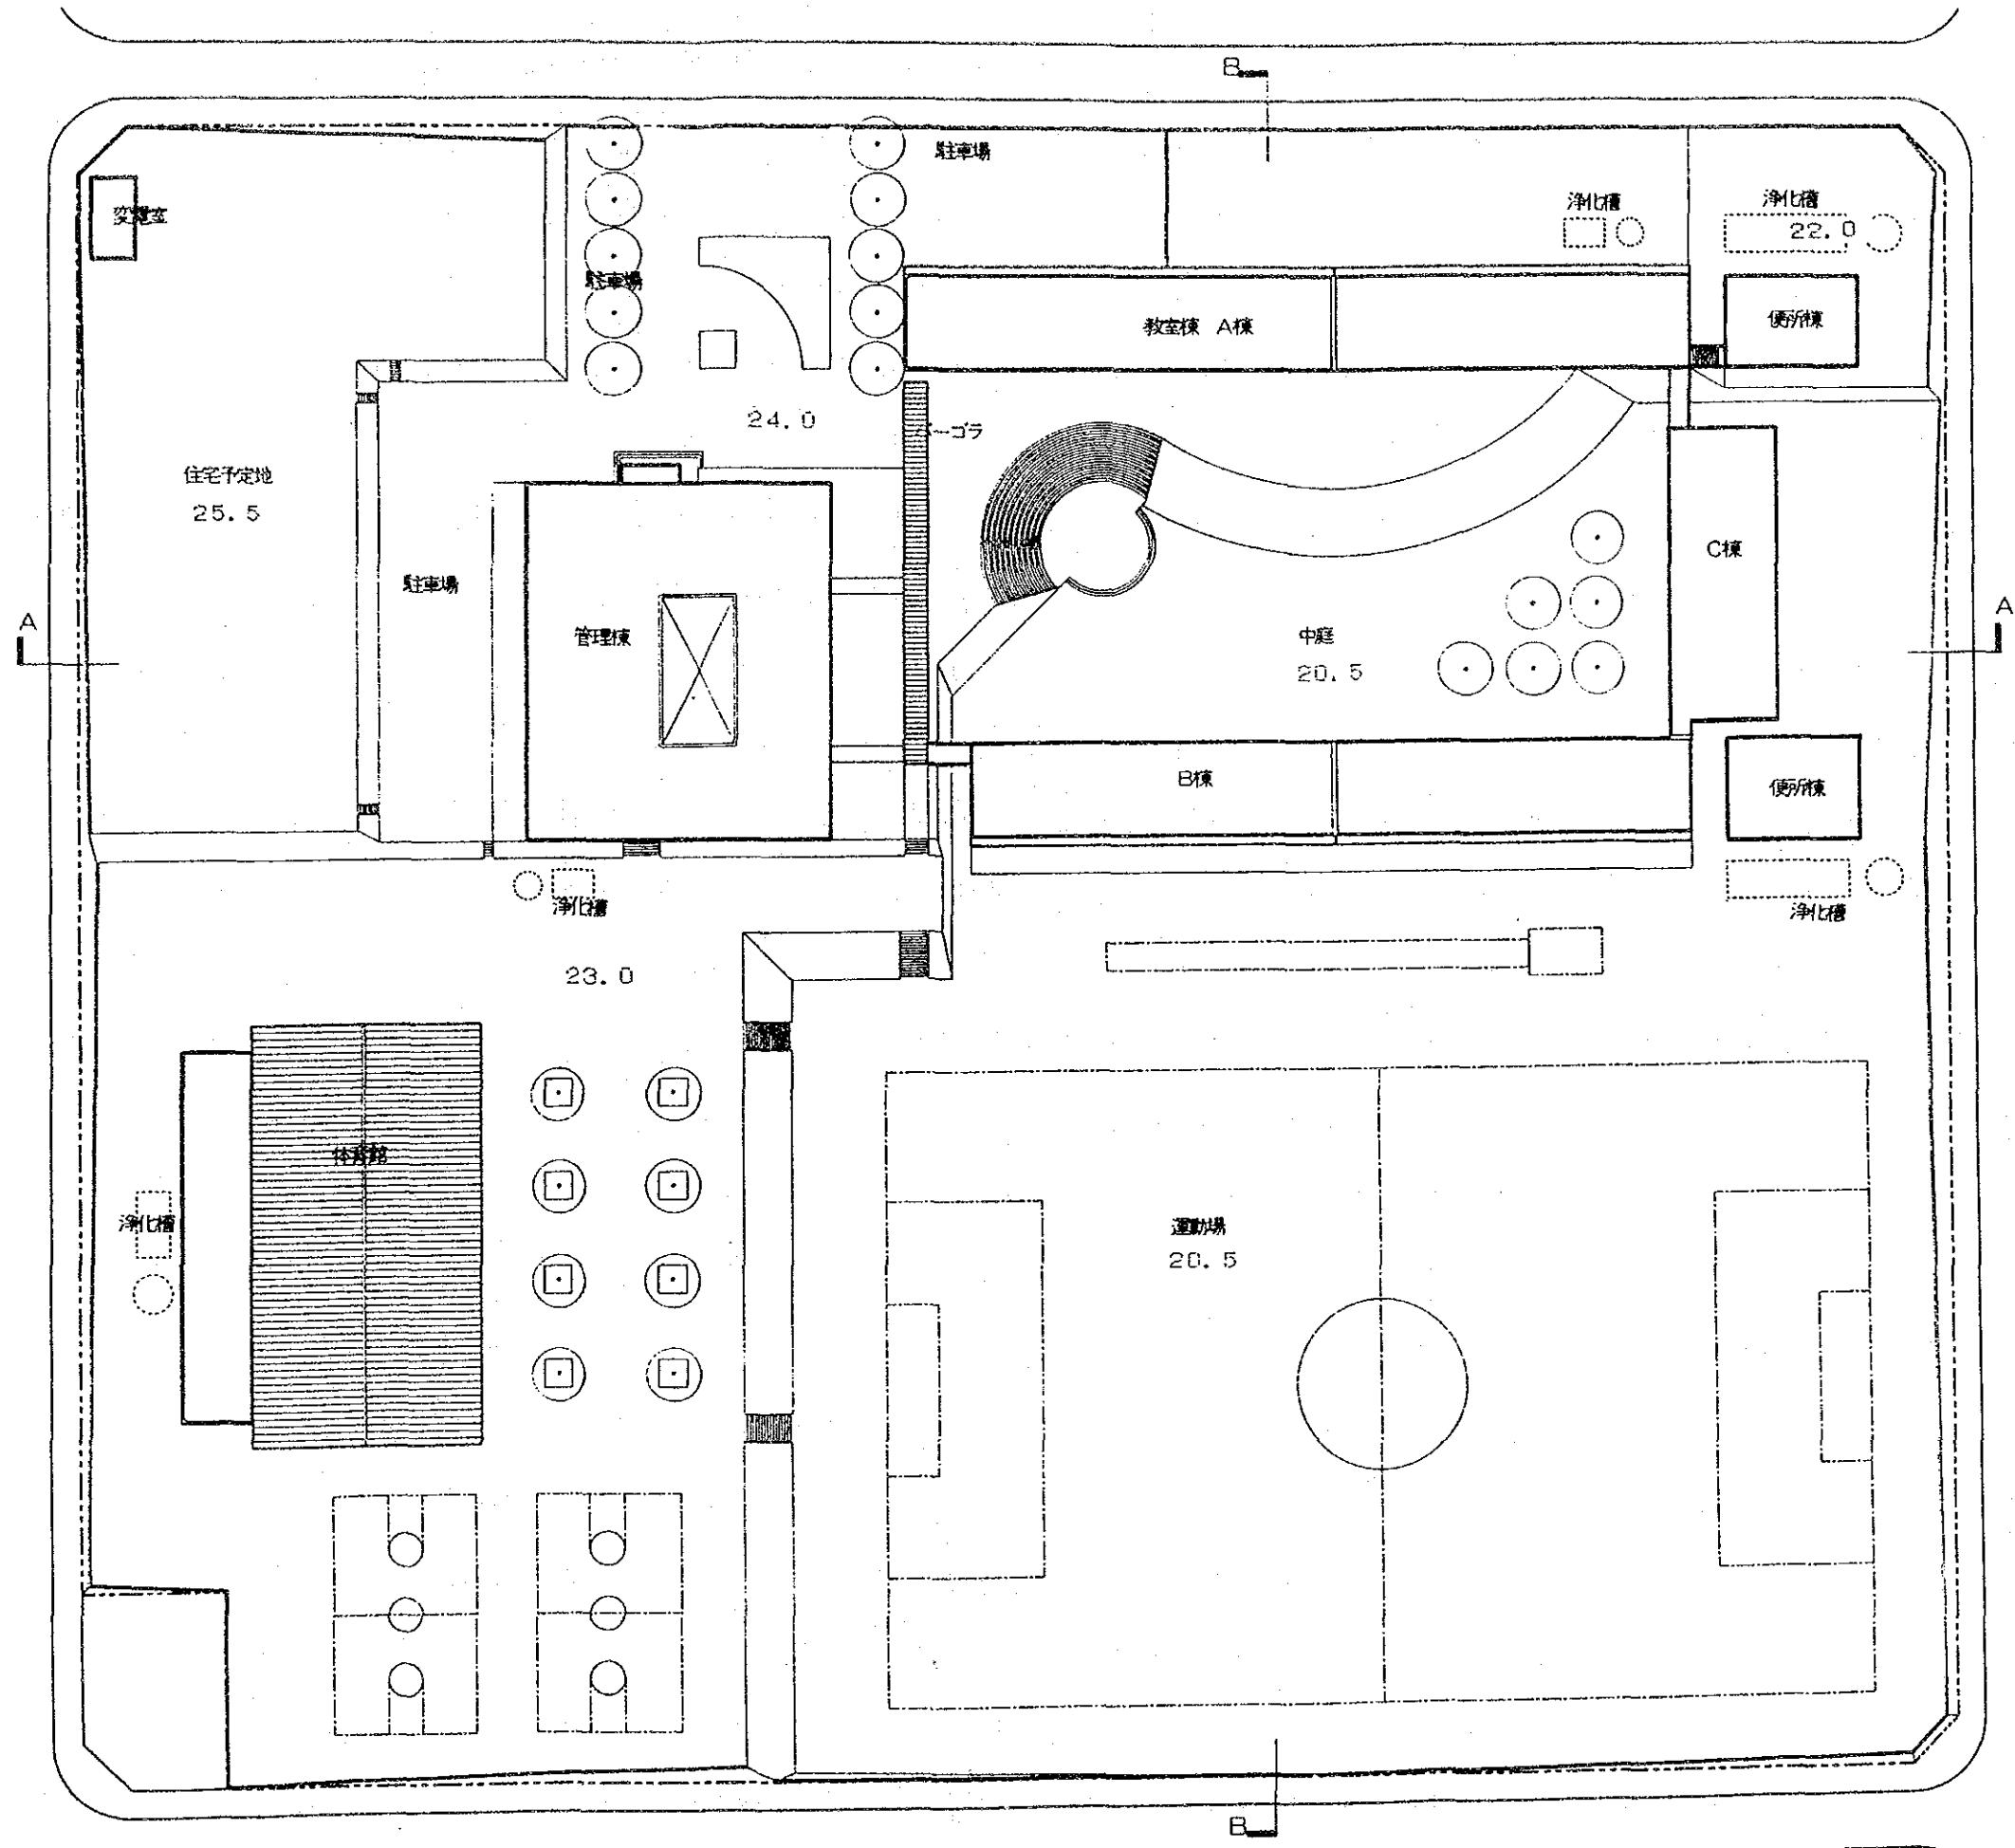 B
駐車場
変電室
浄化槽
浄化槽
22.0
駐車場
教室棟 A棟
便所棟
24.0
パーゴラ
住宅予定地
25.5
C棟
駐車場
A
A
管理棟
中庭
20.5
B棟
便所棟
浄化槽
浄化槽
23.0
体育館
浄化槽
運動場
20.5
B